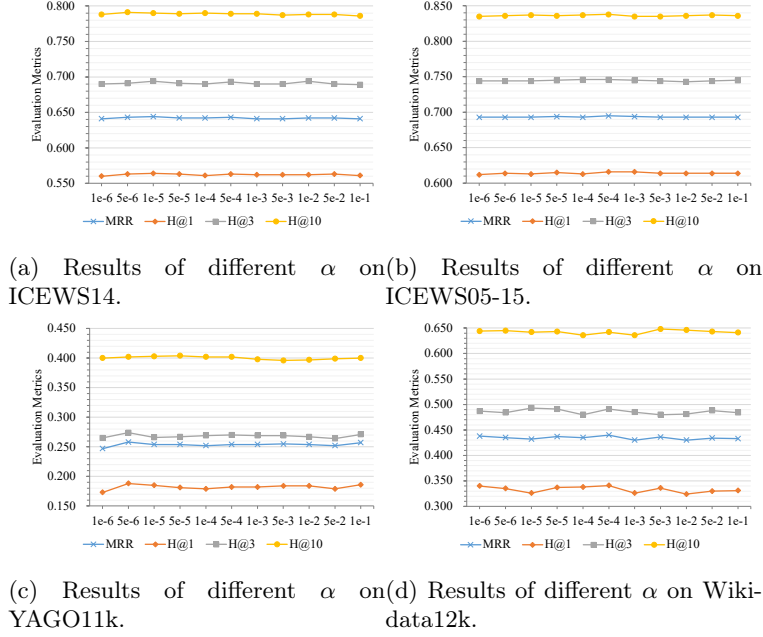 0.800
0.750
0.700
0.650
0.600
0.550
Evaluation Metrics
1e-6 5e-6 1e-5 5e-5 1e-4 5e-4 1e-3 5e-3 1e-2 5e-2 1e-1
MRR H@1 H@3 H@10
0.850
0.800
0.750
0.700
0.650
0.600
Evaluation Metrics
1e-6 5e-6 1e-5 5e-5 1e-4 5e-4 1e-3 5e-3 1e-2 5e-2 1e-1
MRR H@1 H@3 H@10
(a) Results of different α on
ICEWS14.
(b) Results of different α on
ICEWS05-15.
0.450
0.400
0.350
0.300
0.250
0.200
0.150
Evaluation Metrics
1e-6 5e-6 1e-5 5e-5 1e-4 5e-4 1e-3 5e-3 1e-2 5e-2 1e-1
MRR H@1 H@3 H@10
0.650
0.600
0.550
0.500
0.450
0.400
0.350
0.300
Evaluation Metrics
1e-6 5e-6 1e-5 5e-5 1e-4 5e-4 1e-3 5e-3 1e-2 5e-2 1e-1
MRR H@1 H@3 H@10
(c) Results of different α on
YAGO11k.
(d) Results of different α on Wiki-
data12k.